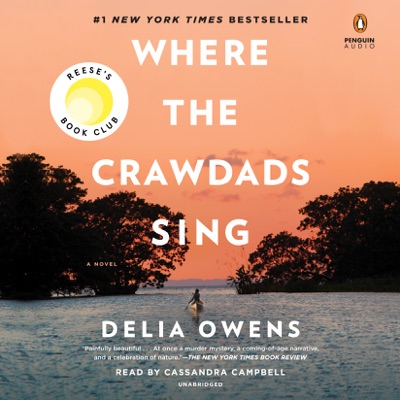 #1 NEW YORK TIMES BESTSELLER
Penguin
Audio
WHERE
THE
CRAWDADS
SING
REESE'S
BOOK CLUB
A NOVEL
DELIA OWENS
"Painfully beautiful . . . At once a murder mystery, a coming-of-age narrative,
and a celebration of nature."—THE NEW YORK TIMES BOOK REVIEW
READ BY CASSANDRA CAMPBELL
UNABRIDGED